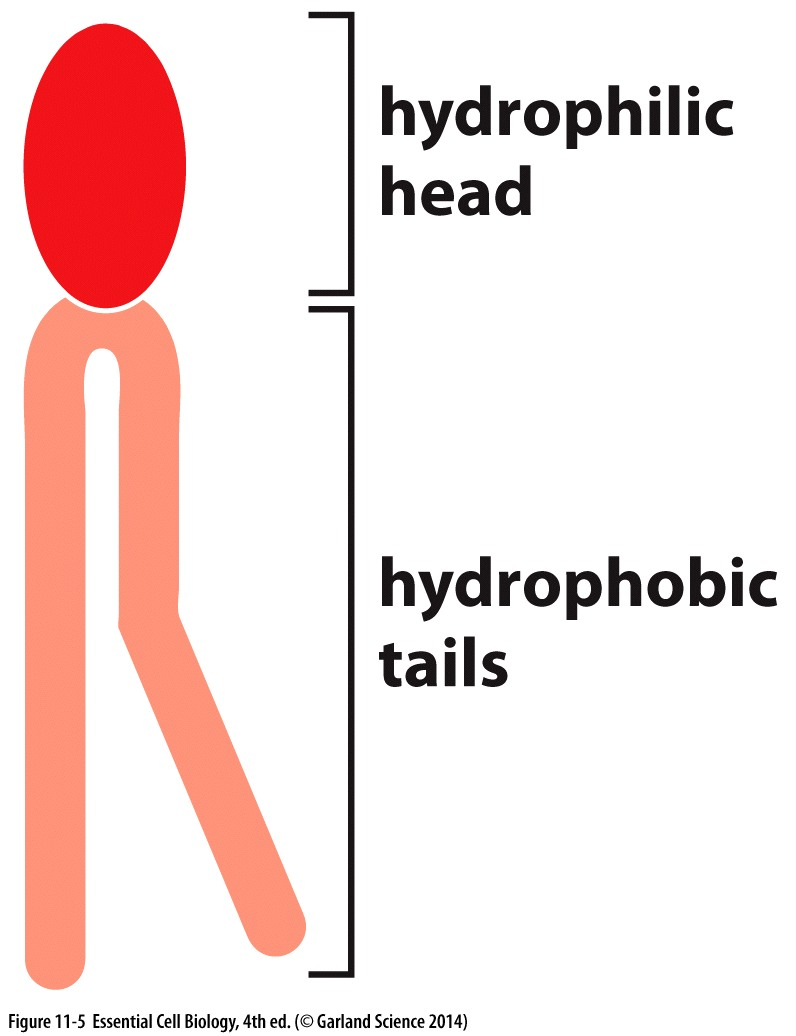 hydrophilic
head
hydrophobic
tails
Figure 11-5 Essential Cell Biology, 4th ed. (© Garland Science 2014)